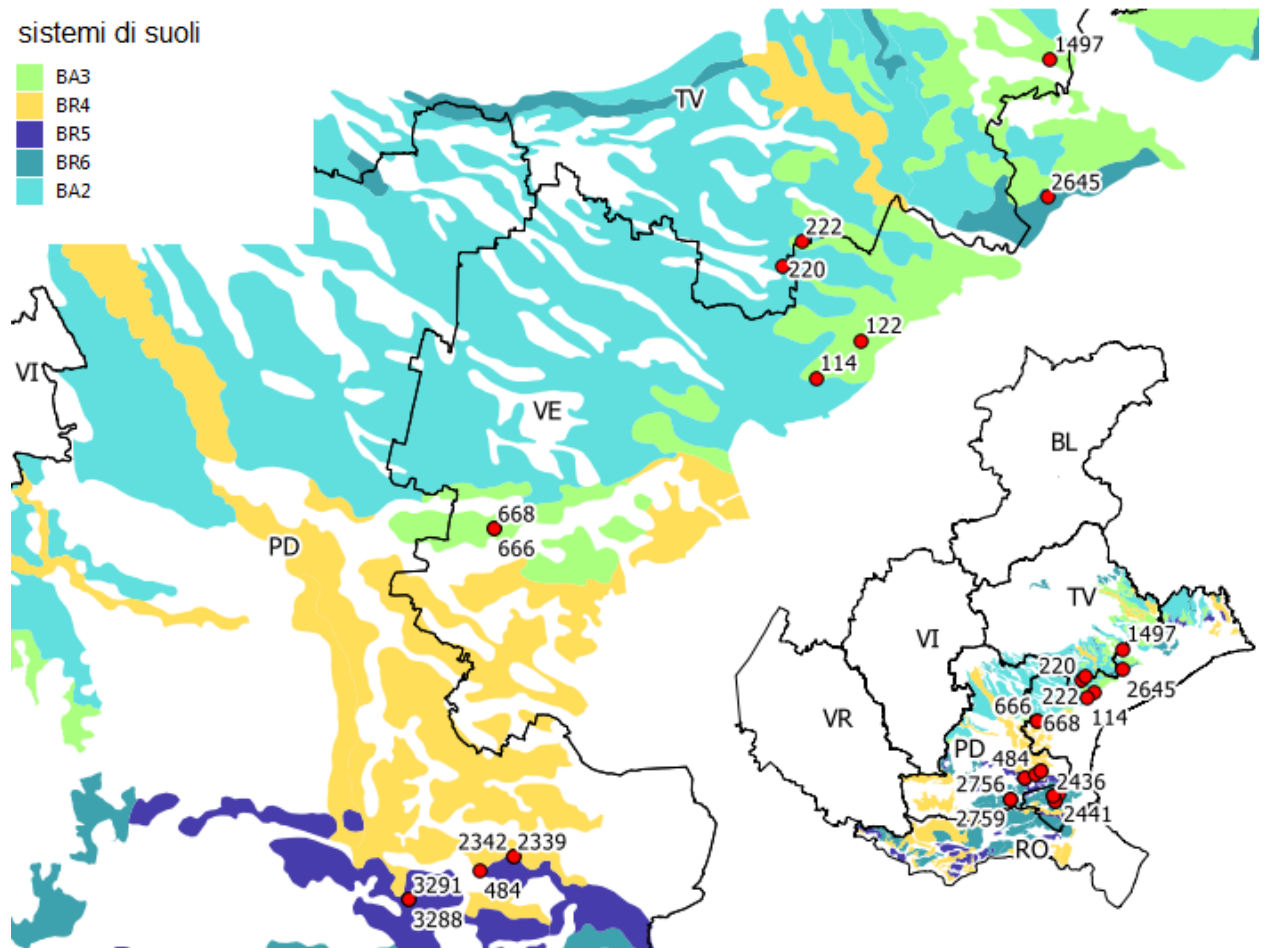 sistemi di suoli
BA3
BR4
BR5
BR6
BA2
1497
TV
2645
222
220
122
114
VI
VE
668
666
PD
2342 2339
484
3291
3288
BL
TV
1497
VI
220
2645
222
666
114
VR
668
PD
484
2756
2436
2759
2441
RO